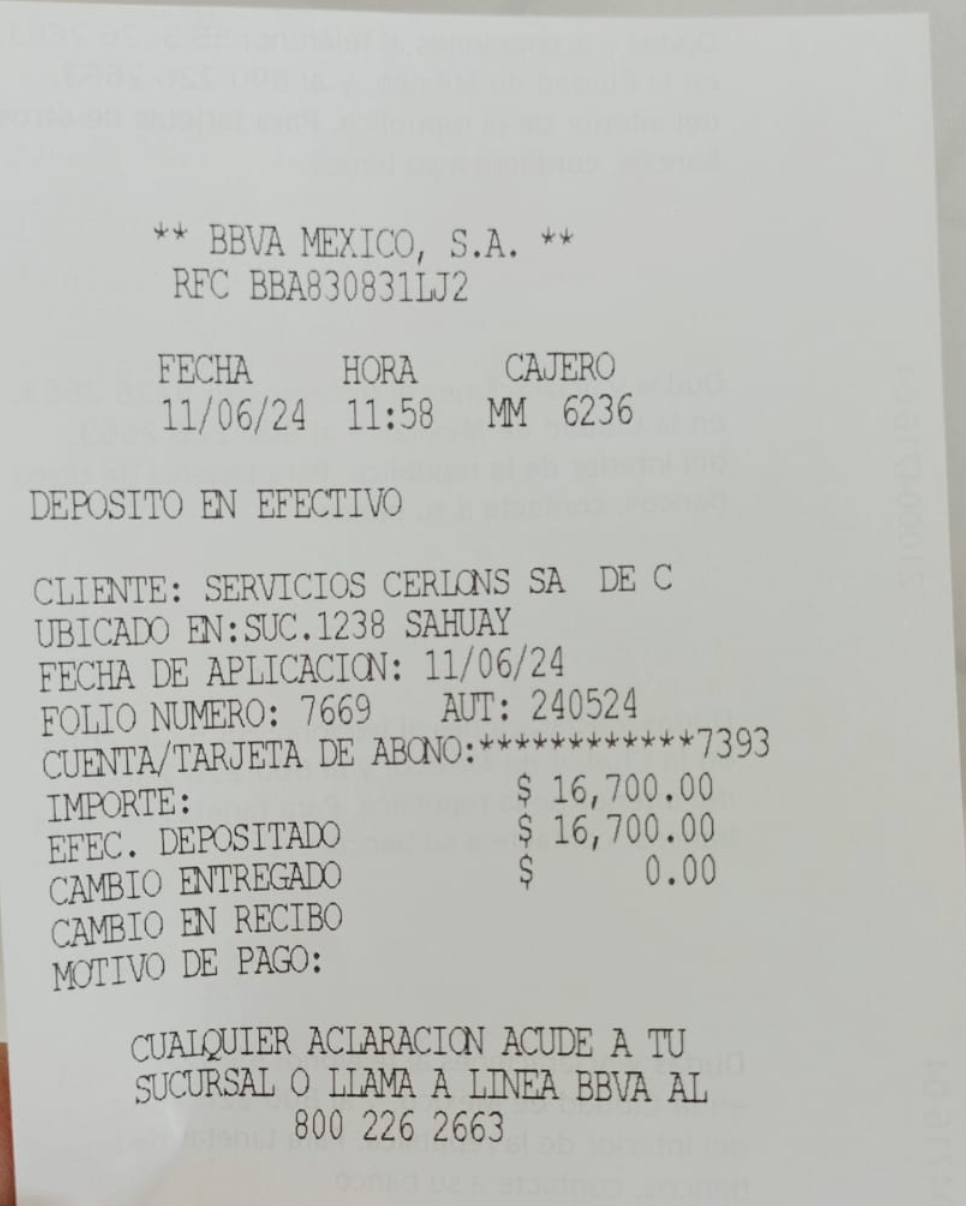 ** BBVA MEXICO, S.A. **
RFC BBA830831LJ2
FECHA HORA CAJERO
11/06/24 11:58 MM 6236
DEPOSITO EN EFECTIVO
CLIENTE: SERVICIOS CERLONS SA DE C
UBICADO EN:SUC.1238 SAHUAY
FECHA DE APLICACION: 11/06/24
FOLIO NUMERO: 7669 AUT: 240524
CUENTA/TARJETA DE ABONO:************7393
IMPORTE: $ 16,700.00
EFEC. DEPOSITADO $ 16,700.00
CAMBIO ENTREGADO $ 0.00
CAMBIO EN RECIBO
MOTIVO DE PAGO:
CUALQUIER ACLARACION ACUDE A TU
SUCURSAL O LLAMA A LINEA BBVA AL
800 226 2663